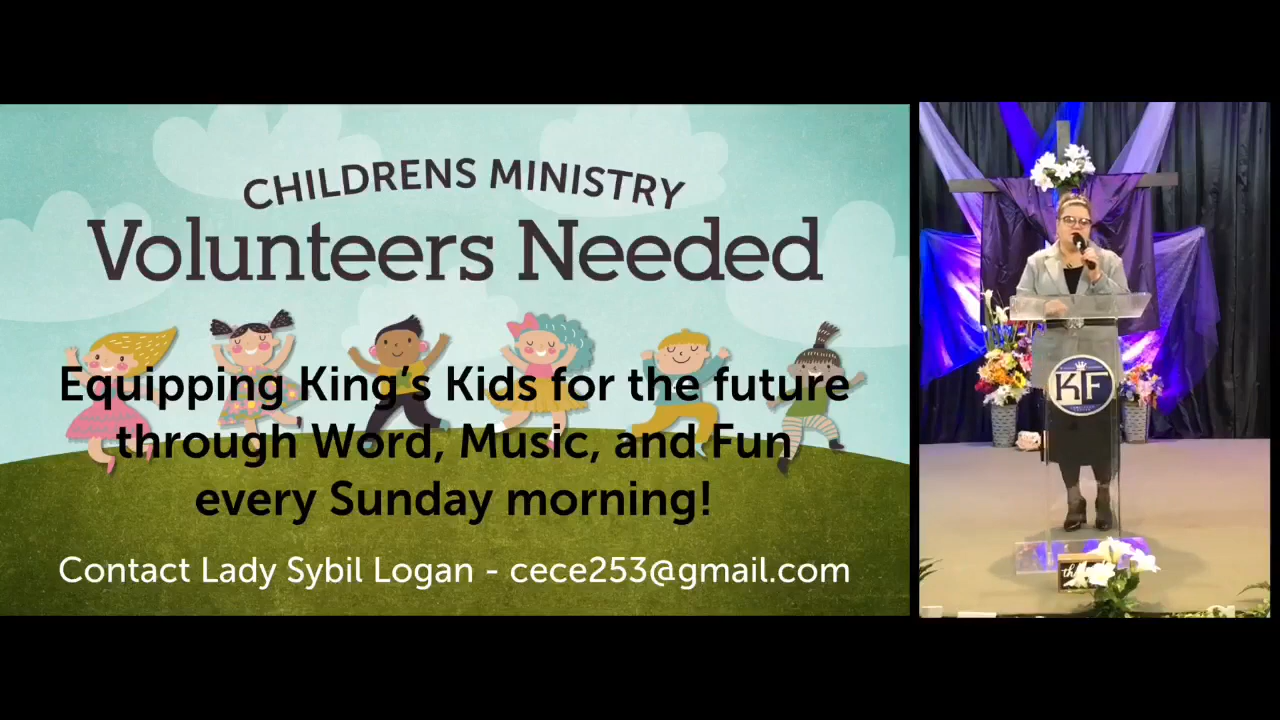 CHILDRENS MINISTRY
Volunteers Needed
Equipping King's Kids for the future
through Word, Music, and Fun
every Sunday morning!
Contact Lady Sybil Logan - cece253@gmail.com
KF